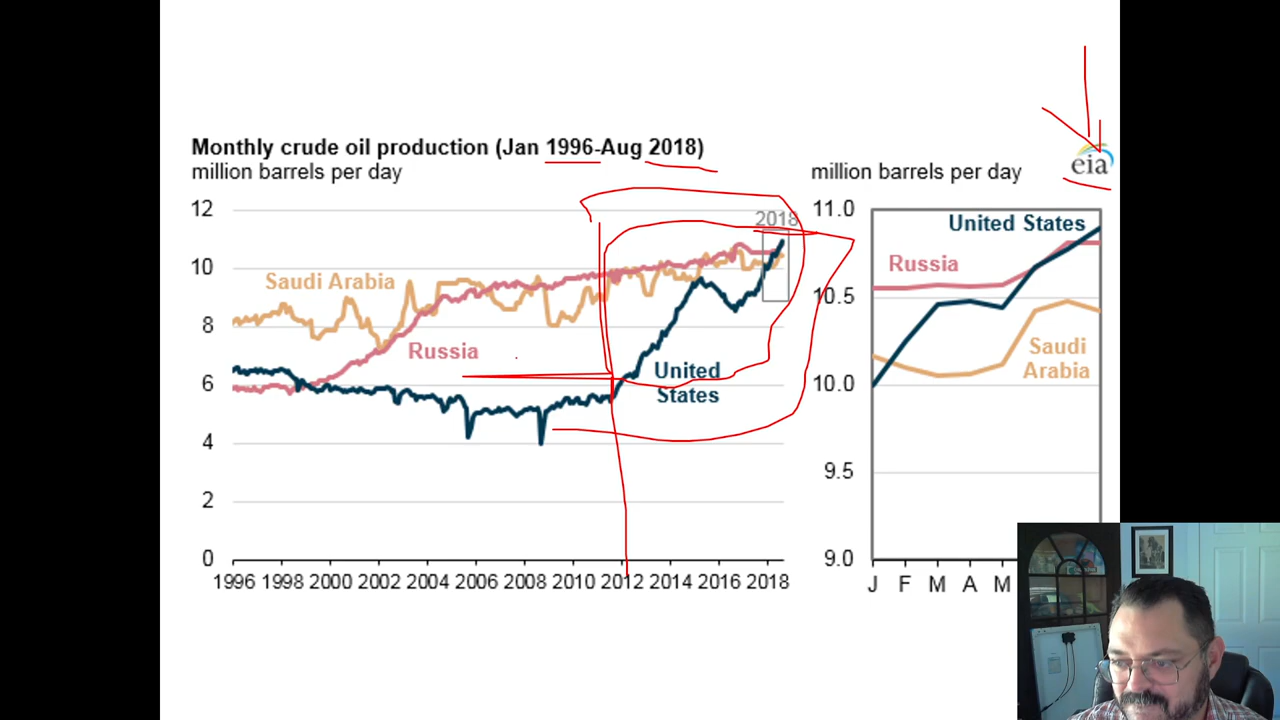 Monthly crude oil production (Jan 1996-Aug 2018)
million barrels per day
12
10
8
6
4
2
0
1996 1998 2000 2002 2004 2006 2008 2010 2012 2014 2016 2018
Saudi Arabia
Russia
United
States
2018
eia
million barrels per day
11.0
10.5
10.0
9.5
9.0
J F M A M
United States
Russia
Saudi
Arabia